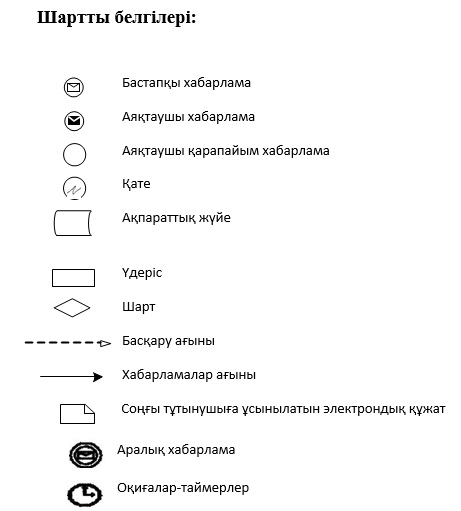 Шартты белгілері:
Бастапқы хабарлама
Аяқтаушы хабарлама
Аяқтаушы қарапайым хабарлама
Қате
Ақпараттық жүйе
Үдеріс
Шарт
Басқару ағыны
Хабарламалар ағыны
Соңғы тұтынушыға ұсынылатын электрондық құжат
Аралық хабарлама
Оқиғалар-таймерлер